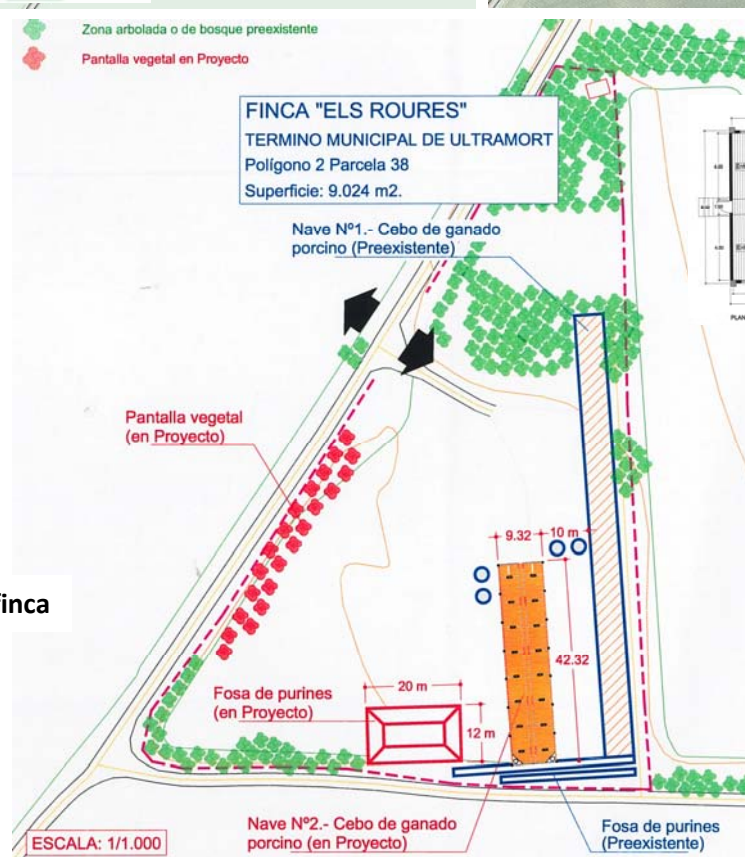 Zona arbolada o de bosque preexistente
Pantalla vegetal en Proyecto
FINCA "ELS ROURES"
TERMINO MUNICIPAL DE ULTRAMORT
Polígono 2 Parcela 38
Superficie: 9.024 m2.
Nave Nº1.- Cebo de ganado
porcino (Preexistente)
PLAN
Pantalla vegetal
(en Proyecto)
9.32
10 m
finca
42.32
Fosa de purines
(en Proyecto)
20 m
12 m
ESCALA: 1/1.000
Nave Nº2.- Cebo de ganado
porcino (en Proyecto)
Fosa de purines
(Preexistente)